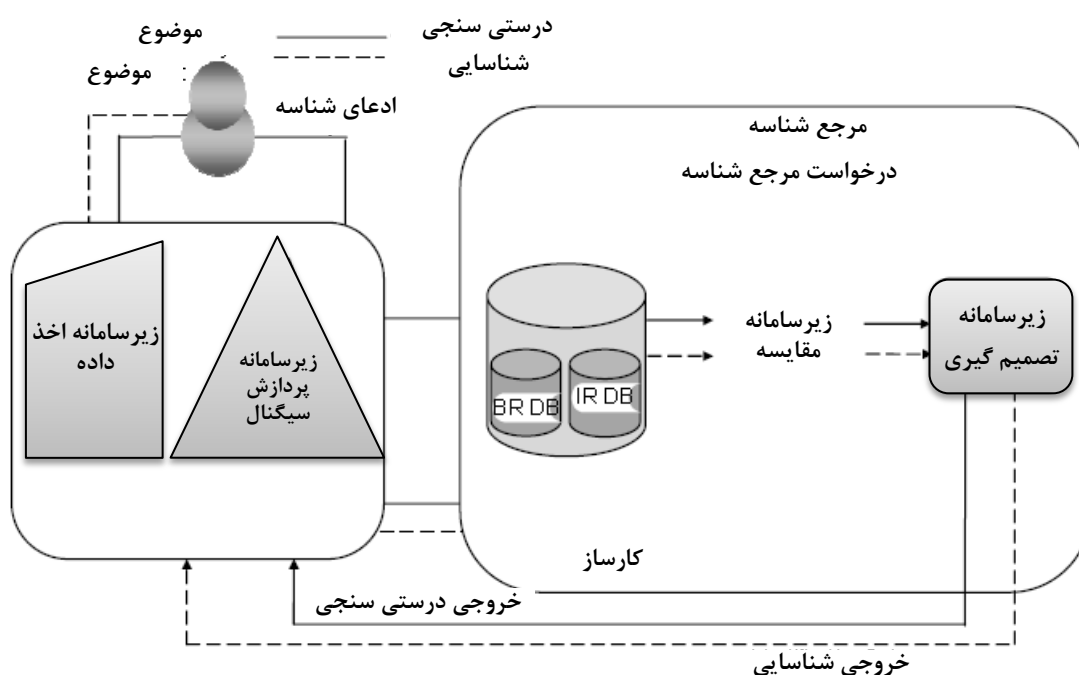 موضوع
درستی سنجی
شناسایی
موضوع :
ادعای شناسه
مرجع شناسه
درخواست مرجع شناسه
زیرسامانه اخذ
داده
زیرسامانه
پردازش
سیگنال
BR DB
IR DB
زیرسامانه
مقایسه
زیرسامانه
تصمیم گیری
کارساز
خروجی درستی سنجی
خروجی شناسایی